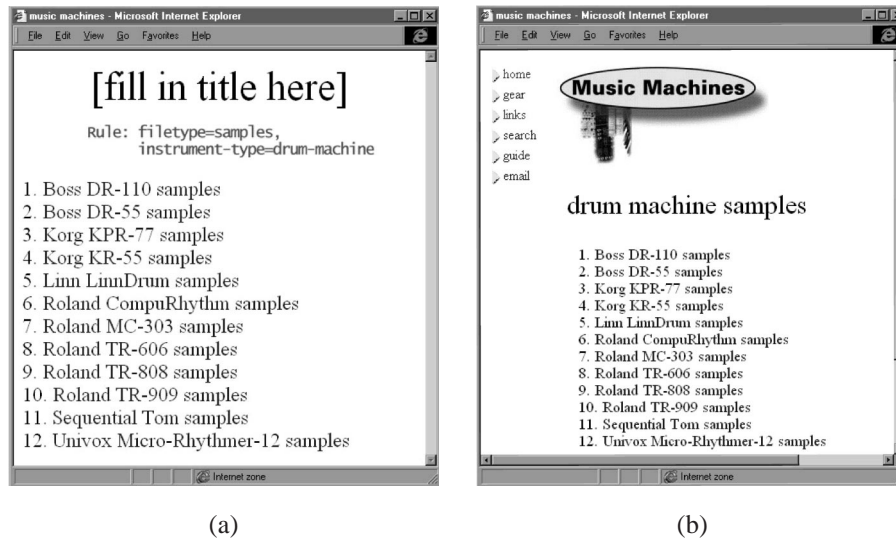 music machines - Microsoft Internet Explorer
File Edit View Go Favorites Help
[fill in title here]
Rule: filetype=samples,
instrument-type=drum-machine
1. Boss DR-110 samples
2. Boss DR-55 samples
3. Korg KPR-77 samples
4. Korg KR-55 samples
5. Linn LinnDrum samples
6. Roland CompuRhythm samples
7. Roland MC-303 samples
8. Roland TR-606 samples
9. Roland TR-808 samples
10. Roland TR-909 samples
11. Sequential Tom samples
12. Univox Micro-Rhythmer-12 samples
Internet zone
(a)
music machines - Microsoft Internet Explorer
File Edit View Go Favorites Help
home
gear
links
search
guide
email
Music Machines
drum machine samples
1. Boss DR-110 samples
2. Boss DR-55 samples
3. Korg KPR-77 samples
4. Korg KR-55 samples
5. Linn LinnDrum samples
6. Roland CompuRhythm samples
7. Roland MC-303 samples
8. Roland TR-606 samples
9. Roland TR-808 samples
10. Roland TR-909 samples
11. Sequential Tom samples
12. Univox Micro-Rhythmer-12 samples
Internet zone
(b)